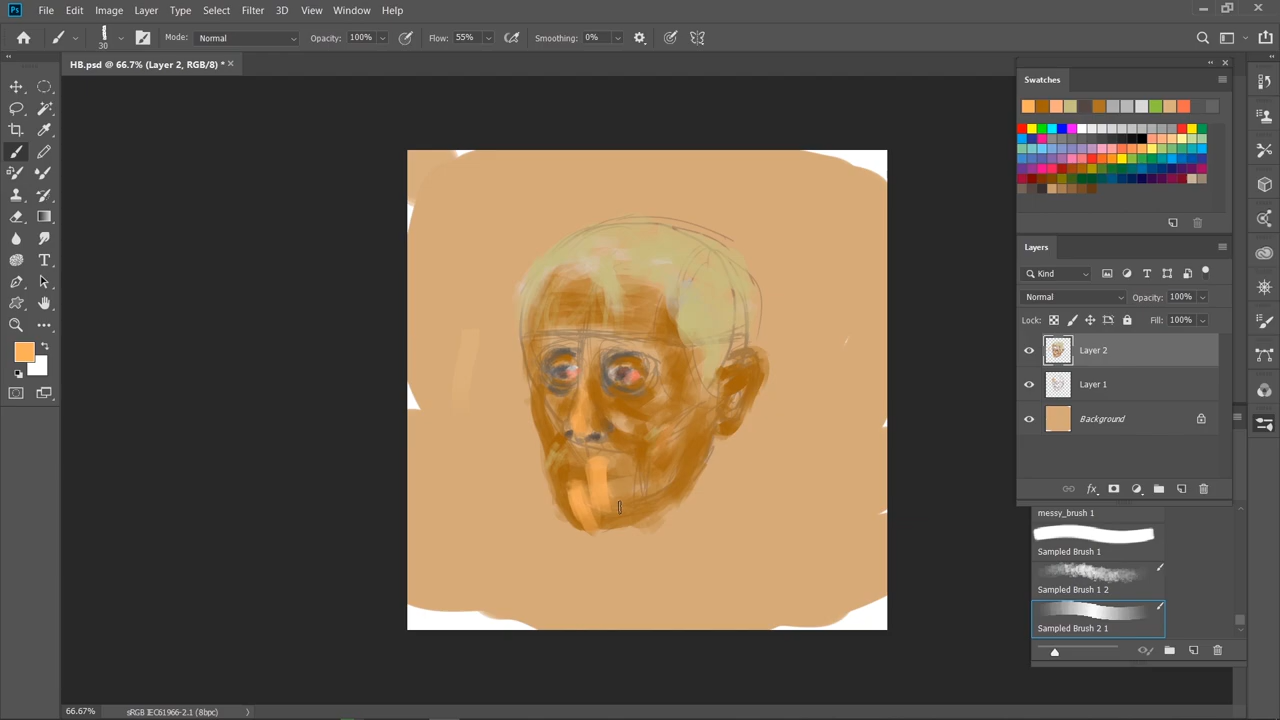 Ps File Edit Image Layer Type Select Filter 3D View Window Help
30 Mode: Normal Opacity: 100% Flow: 55% Smoothing: 0%
HB.psd @ 66.7% (Layer 2, RGB/8) *
Swatches
Layers
Kind
Normal Opacity: 100%
Lock: Fill: 100%
Layer 2
Layer 1
Background
fx
messy_brush 1
Sampled Brush 1
Sampled Brush 1 2
Sampled Brush 2 1
66.67% sRGB IEC61966-2.1 (8bpc)